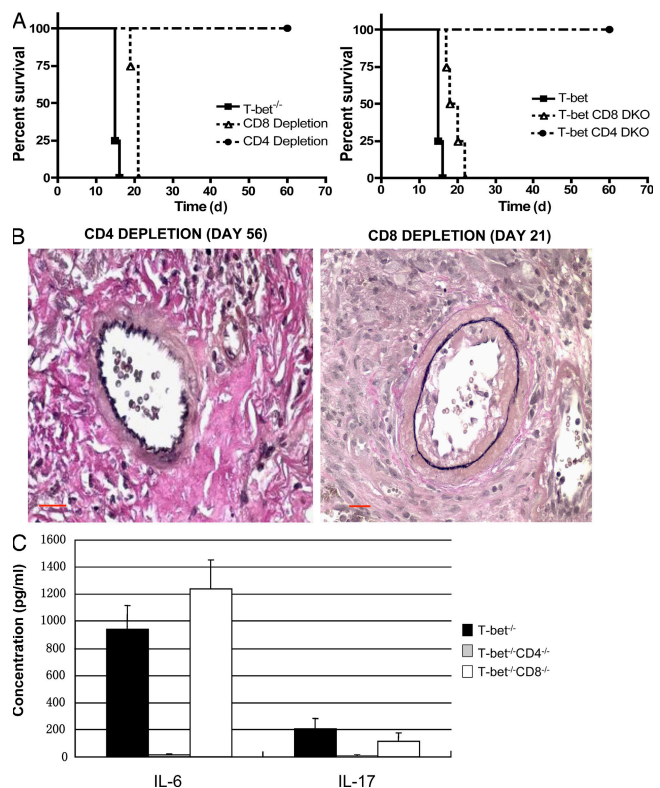 A
Percent survival
100
75
50
25
0
0 10 20 30 40 50 60 70
Time (d)
T-bet-/-
CD8 Depletion
CD4 Depletion
Percent survival
100
75
50
25
0
0 10 20 30 40 50 60 70
Time (d)
T-bet
T-bet CD8 DKO
T-bet CD4 DKO
B
CD4 DEPLETION (DAY 56)
CD8 DEPLETION (DAY 21)
C
Concentration (pg/ml)
1600
1400
1200
1000
800
600
400
200
0
IL-6
IL-17
T-bet-/-
T-bet-/-CD4-/-
T-bet-/-CD8-/-